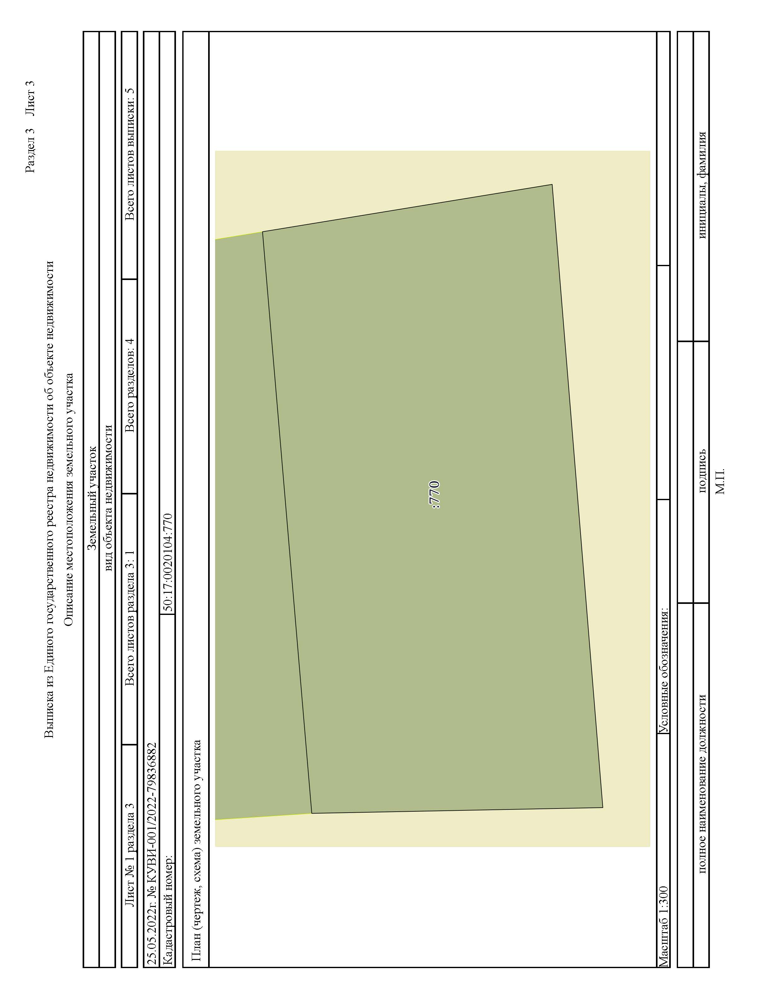 Раздел 3 Лист 3
Выписка из Единого государственного реестра недвижимости об объекте недвижимости
Описание местоположения земельного участка
Земельный участок
вид объекта недвижимости
Лист № 1 раздела 3 Всего листов раздела 3: 1 Всего разделов: 4 Всего листов выписки: 5
25.05.2022г. № КУВИ-001/2022-79836882
Кадастровый номер: 50:17:0020104:770
План (чертеж, схема) земельного участка
:770
Масштаб 1:300 Условные обозначения:
полное наименование должности подпись инициалы, фамилия
М.П.